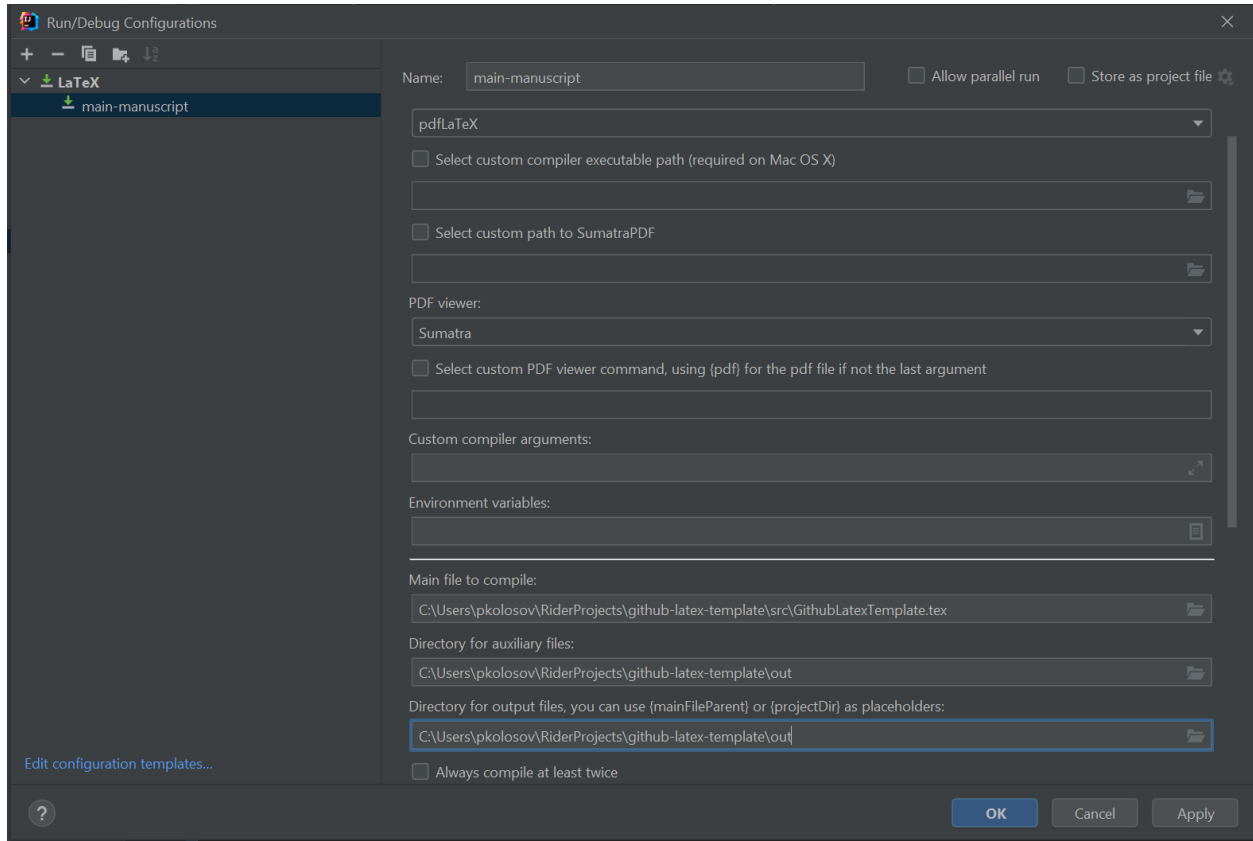 Run/Debug Configurations
LaTeX
main-manuscript
Name: main-manuscript Allow parallel run Store as project file
pdfLaTeX
Select custom compiler executable path (required on Mac OS X)
Select custom path to SumatraPDF
PDF viewer:
Sumatra
Select custom PDF viewer command, using {pdf} for the pdf file if not the last argument
Custom compiler arguments:
Environment variables:
Main file to compile:
C:\Users\pkolosov\RiderProjects\github-latex-template\src\GithubLatexTemplate.tex
Directory for auxiliary files:
C:\Users\pkolosov\RiderProjects\github-latex-template\out
Directory for output files, you can use {mainFileParent} or {projectDir} as placeholders:
C:\Users\pkolosov\RiderProjects\github-latex-template\out
Always compile at least twice
Edit configuration templates...
? OK Cancel Apply